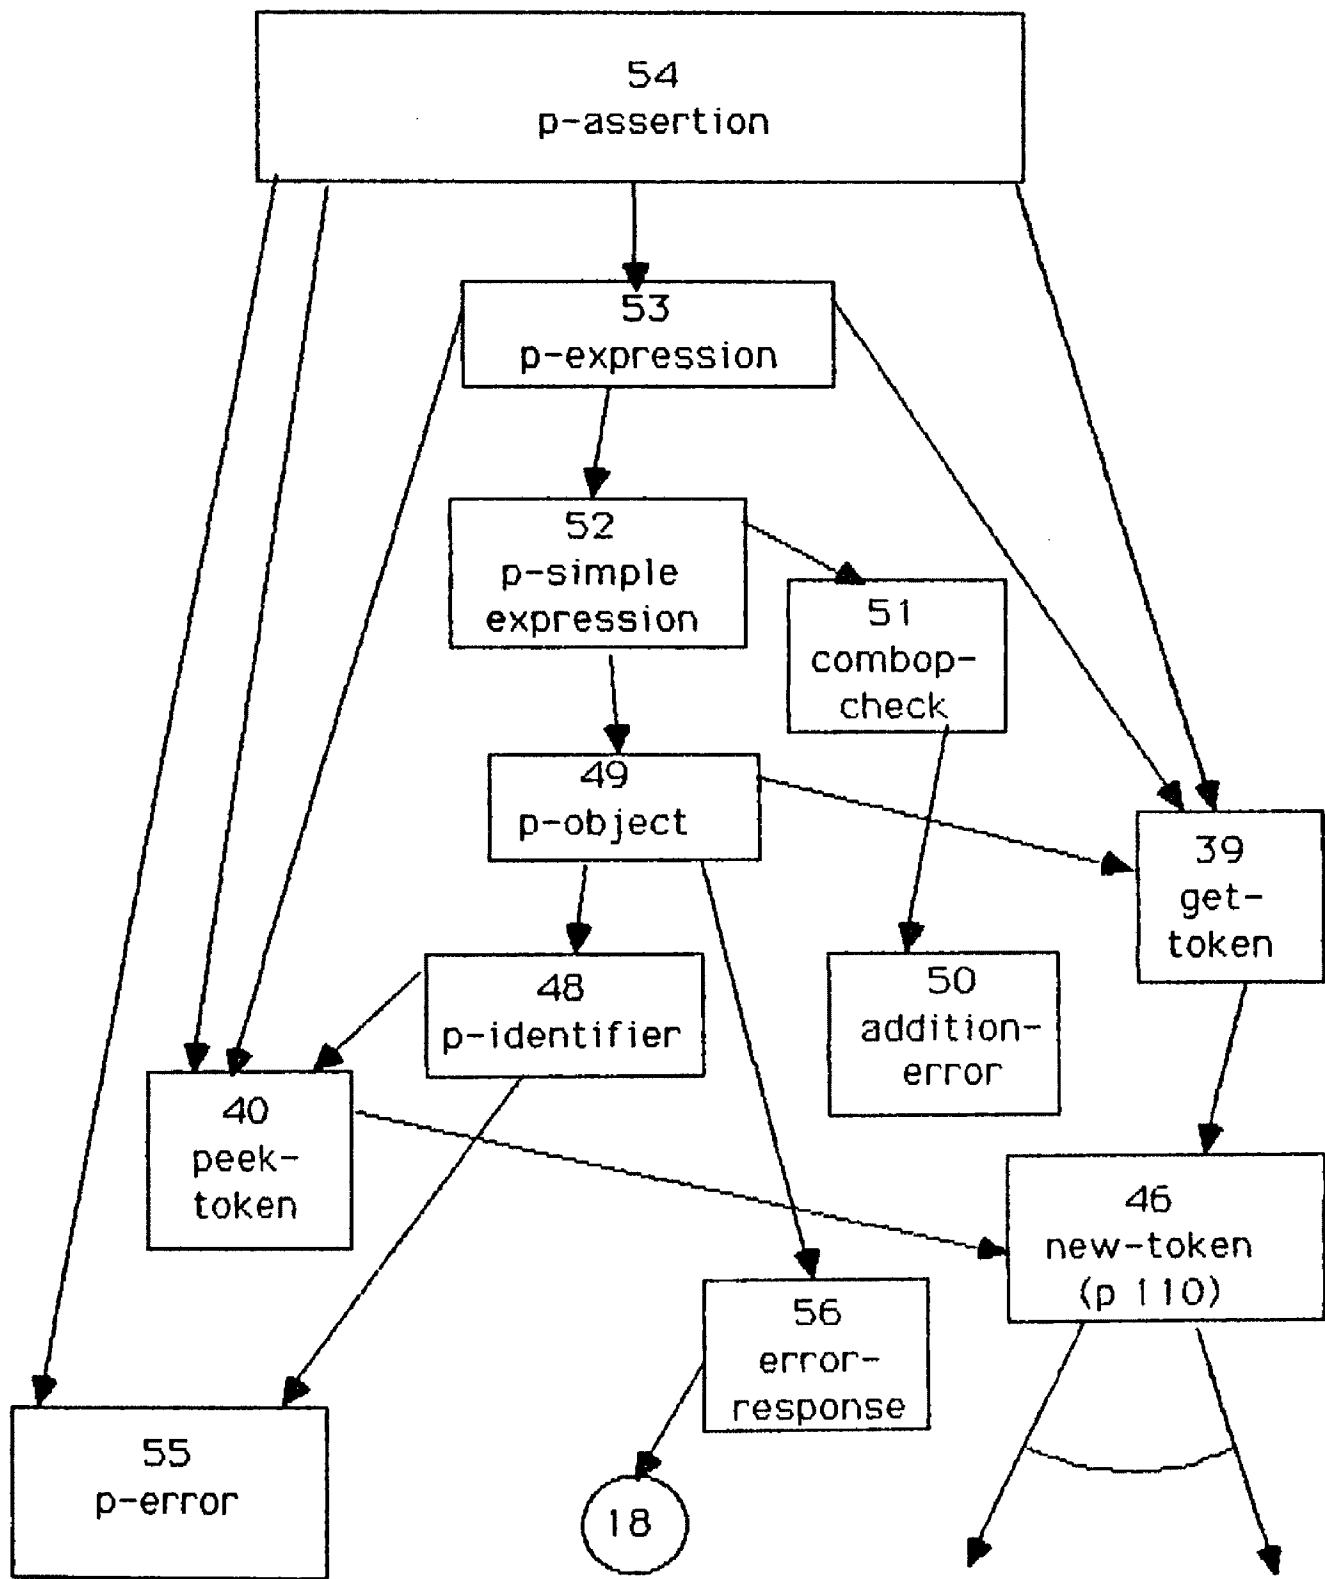 54
p-assertion
53
p-expression
52
p-simple
expression
51
combop-
check
49
p-object
39
get-
token
48
p-identifier
50
addition-
error
40
peek-
token
46
new-token
(p 110)
56
error-
response
55
p-error
18